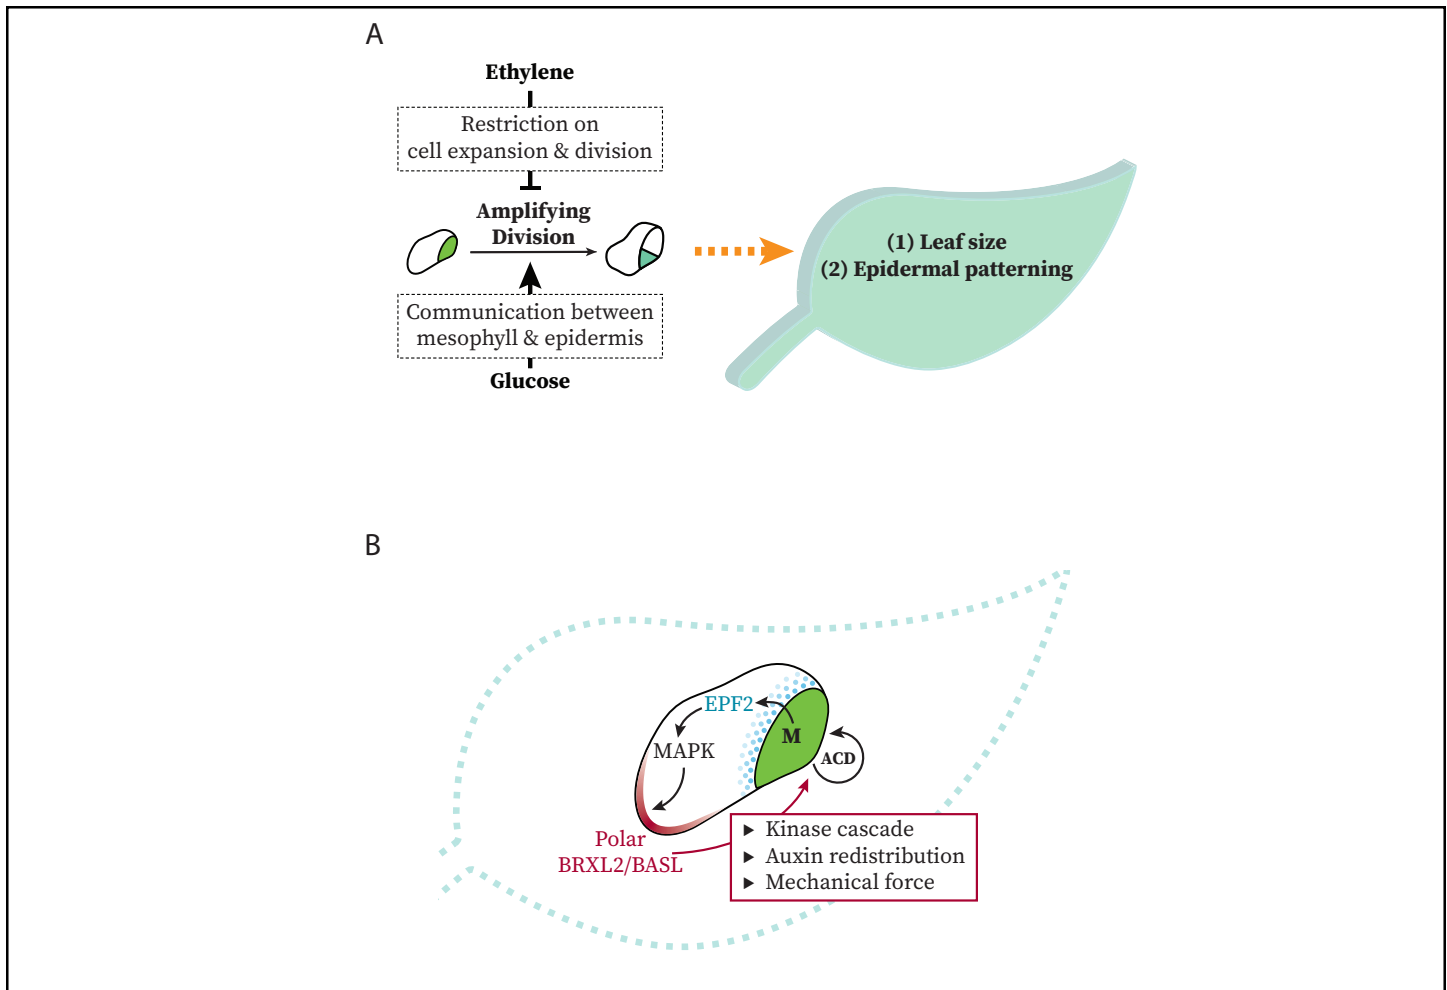 A
Ethylene
Restriction on
cell expansion & division
Amplifying
Division
Communication between
mesophyll & epidermis
Glucose
(1) Leaf size
(2) Epidermal patterning
B
EPF2
MAPK
M
ACD
Polar
BRXL2/BASL
► Kinase cascade
► Auxin redistribution
► Mechanical force